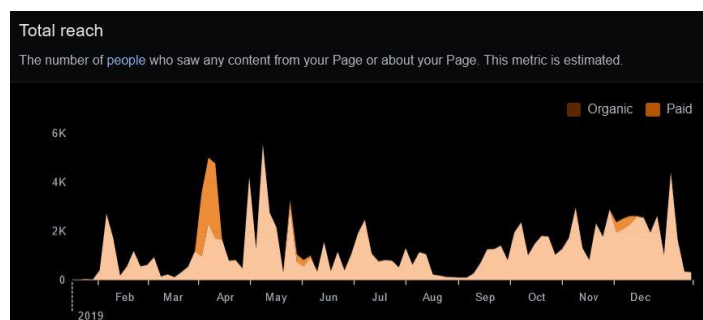 Total reach
The number of people who saw any content from your Page or about your Page. This metric is estimated.
Organic Paid
6K
4K
2K
0
Feb Mar Apr May Jun Jul Aug Sep Oct Nov Dec
2019